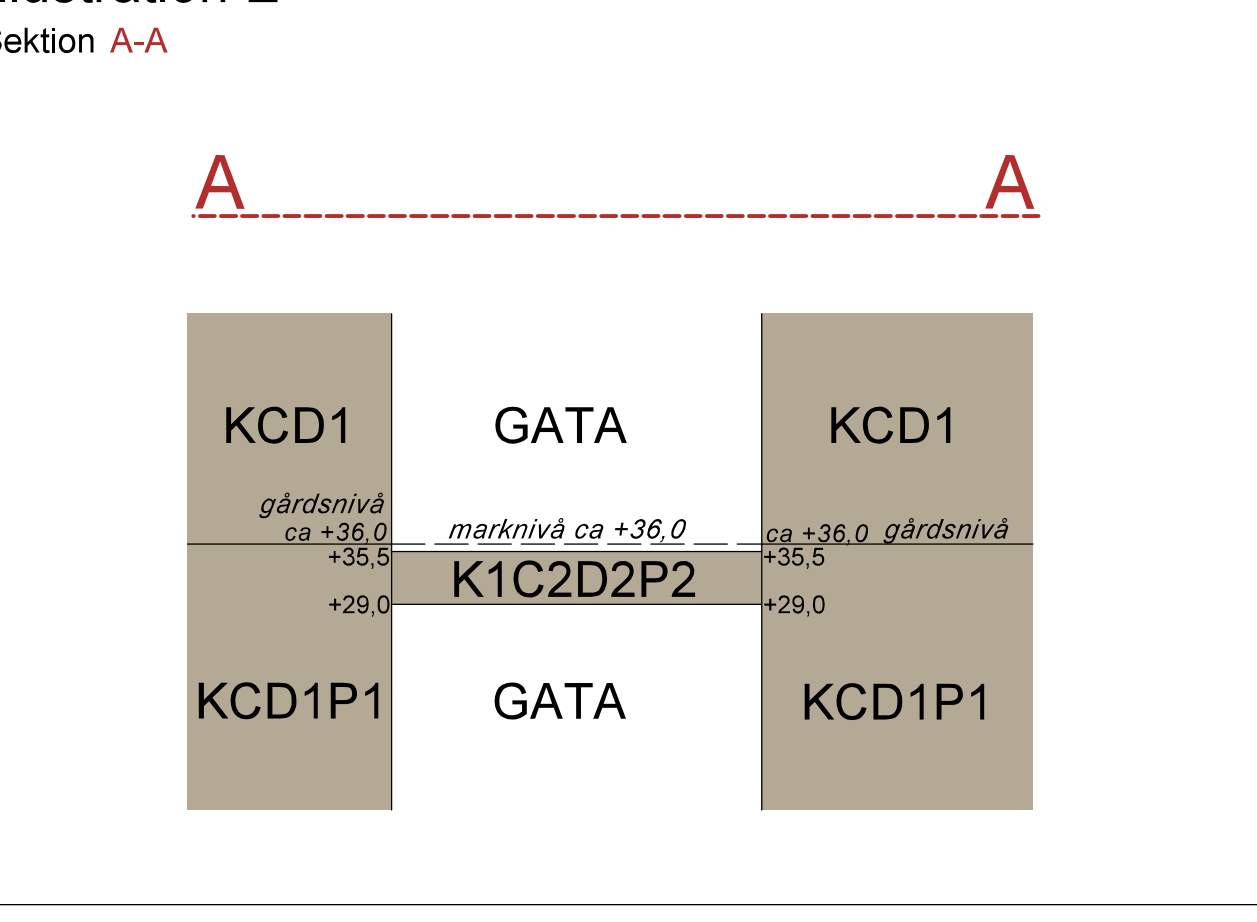 Sektion A-A
A A
KCD1 GATA KCD1
gårdsnivå
ca +36,0
marknivå ca +36,0
ca +36,0 gårdsnivå
+35,5 +35,5
K1C2D2P2
+29,0 +29,0
KCD1P1 GATA KCD1P1